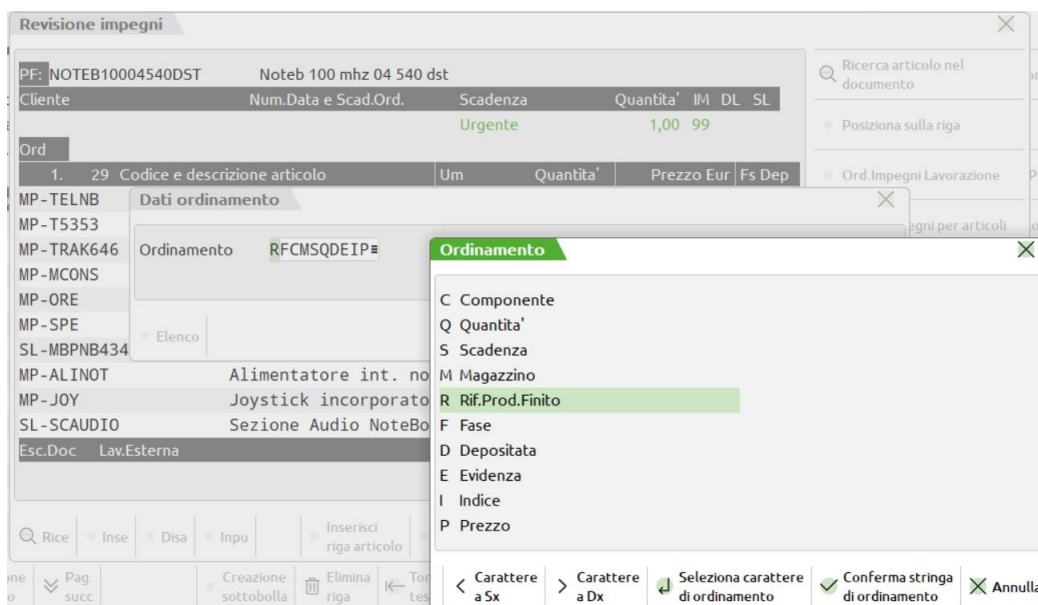 Revisione impegni
PF: NOTEB10004540DST Noteb 100 mhz 04 540 dst
Cliente Num.Data e Scad.Ord. Scadenza Quantita' IM DL SL
Urgente 1,00 99
Ord
1. 29 Codice e descrizione articolo Um Quantita' Prezzo Eur Fs Dep
MP-TELNB
MP-T5353
MP-TRAK646
MP-MCONS
MP-ORE
MP-SPE
SL-MBPNB434
MP-ALINOT Alimentatore int. no
MP-JOY Joystick incorporato
SL-SCAUDIO Sezione Audio NoteBo
Esc.Doc Lav.Esterna
Ricerca articolo nel
documento
Posiziona sulla riga
Ord.Impegni Lavorazione
egni per articoli
Dati ordinamento
Ordinamento RFCMSQDEIP
Elenco
Ordinamento
C Componente
Q Quantita'
S Scadenza
M Magazzino
R Rif.Prod.Finito
F Fase
D Depositata
E Evidenza
I Indice
P Prezzo
< Carattere
a Sx
> Carattere
a Dx
Seleziona carattere
di ordinamento
Conferma stringa
di ordinamento
Annulla
Rice Inse Disa Inpu Inserisci
riga articolo
Pag.
succ
Creazione
sottobolla
Elimina
riga
Tor
tes